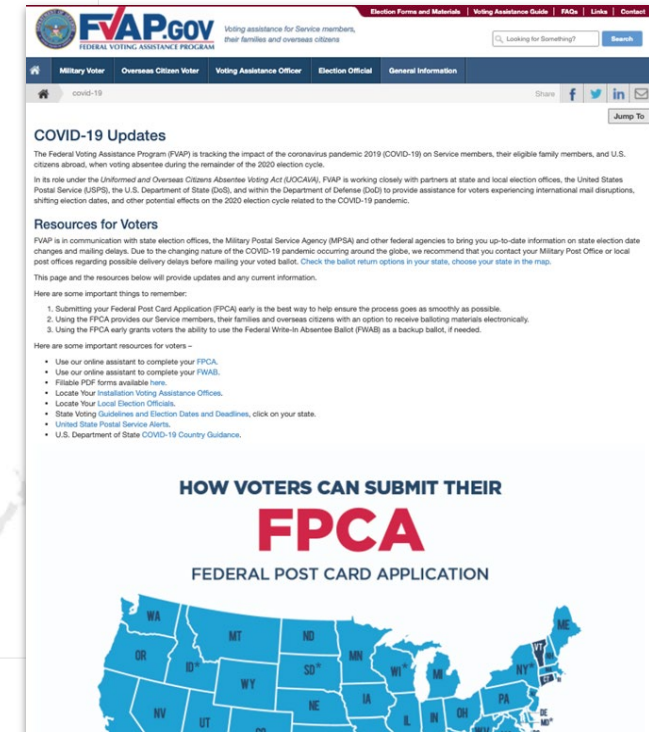 Election Forms and Materials | Voting Assistance Guide | FAQs | Links | Contact
FVAP.GOV
FEDERAL VOTING ASSISTANCE PROGRAM
Voting assistance for Service members,
their families and overseas citizens
Looking for Something?
Search
Military Voter
Overseas Citizen Voter
Voting Assistance Officer
Election Official
General Information
covid-19
Share
Jump To
COVID-19 Updates
The Federal Voting Assistance Program (FVAP) is tracking the impact of the coronavirus pandemic 2019 (COVID-19) on Service members, their eligible family members, and U.S.
citizens abroad, when voting absentee during the remainder of the 2020 election cycle.
In its role under the Uniformed and Overseas Citizens Absentee Voting Act (UOCAVA), FVAP is working closely with partners at state and local election offices, the United States
Postal Service (USPS), the U.S. Department of State (DoS), and within the Department of Defense (DoD) to provide assistance for voters experiencing international mail disruptions,
shifting election dates, and other potential effects on the 2020 election cycle related to the COVID-19 pandemic.
Resources for Voters
FVAP is in communication with state election offices, the Military Postal Service Agency (MPSA) and other federal agencies to bring you up-to-date information on state election date
changes and mailing delays. Due to the changing nature of the COVID-19 pandemic occurring around the globe, we recommend that you contact your Military Post Office or local
post offices regarding possible delivery delays before mailing your voted ballot. Check the ballot return options in your state, choose your state in the map.
This page and the resources below will provide updates and any current information.
Here are some important things to remember:
1. Submitting your Federal Post Card Application (FPCA) early is the best way to help ensure the process goes as smoothly as possible.
2. Using the FPCA provides our Service members, their families and overseas citizens with an option to receive balloting materials electronically.
3. Using the FPCA early grants voters the ability to use the Federal Write-In Absentee Ballot (FWAB) as a backup ballot, if needed.
Here are some important resources for voters –
• Use our online assistant to complete your FPCA.
• Use our online assistant to complete your FWAB.
• Fillable PDF forms available here.
• Locate Your Installation Voting Assistance Offices.
• Locate Your Local Election Officials.
• State Voting Guidelines and Election Dates and Deadlines, click on your state.
• United State Postal Service Alerts.
• U.S. Department of State COVID-19 Country Guidance.
HOW VOTERS CAN SUBMIT THEIR
FPCA
FEDERAL POST CARD APPLICATION
WA
MT
ND
MN
ME
VT
OR
ID*
SD*
WI*
MI
NY*
WY
NE
IA
PA
NV
UT
IL
IN
OH
DE
MD*